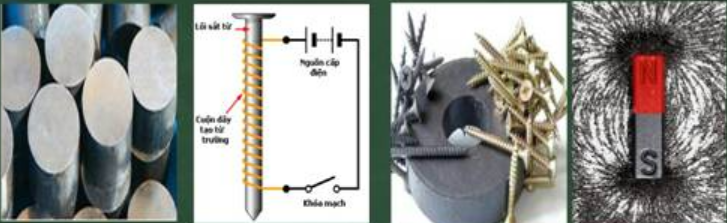 Lõi sắt từ
Nguồn cấp
điện
Cuộn dây
tạo từ
trường
Khóa mạch
N
S